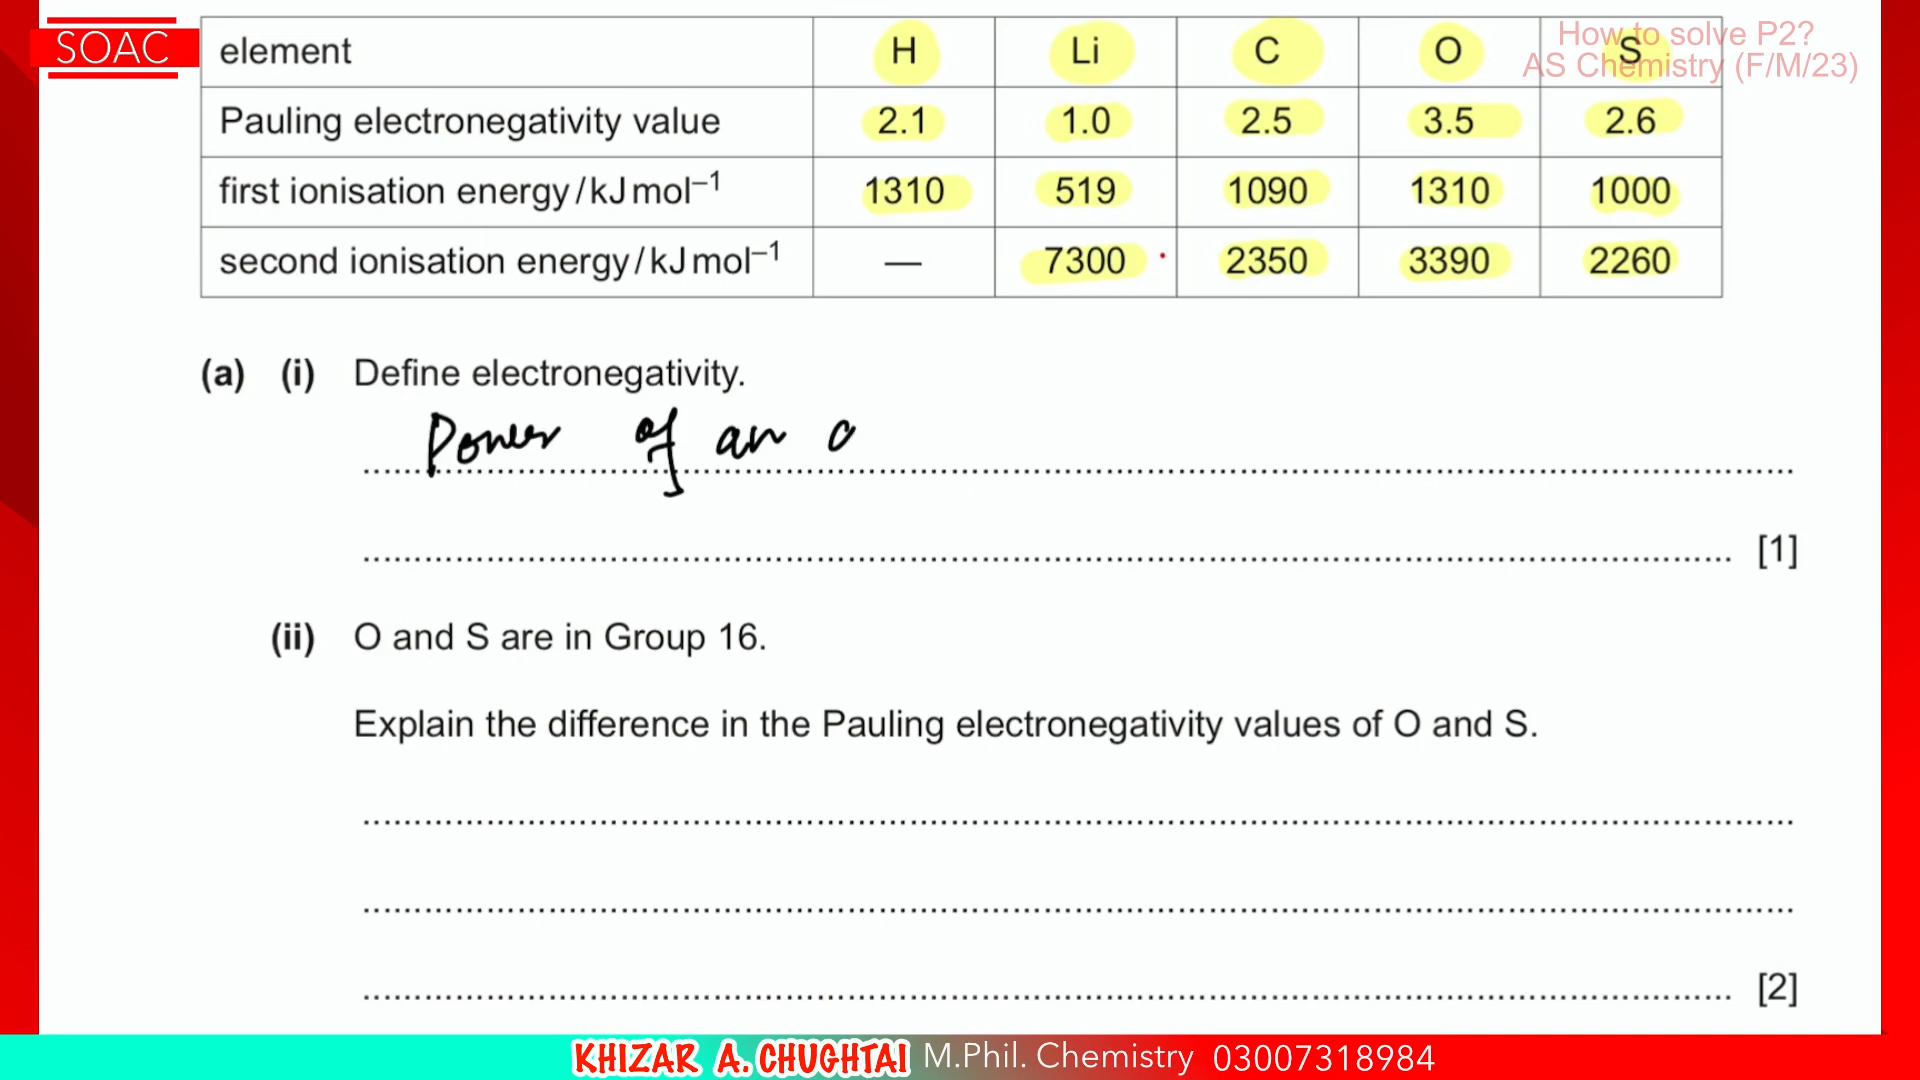 SOAC
How to solve P2?
AS Chemistry (F/M/23)
element H Li C O S
Pauling electronegativity value 2.1 1.0 2.5 3.5 2.6
first ionisation energy/kJ mol⁻¹ 1310 519 1090 1310 1000
second ionisation energy/kJ mol⁻¹ — 7300 2350 3390 2260
(a) (i) Define electronegativity.
Power of an a
[1]
(ii) O and S are in Group 16.
Explain the difference in the Pauling electronegativity values of O and S.
[2]
KHIZAR A. CHUGHTAI M.Phil. Chemistry 03007318984